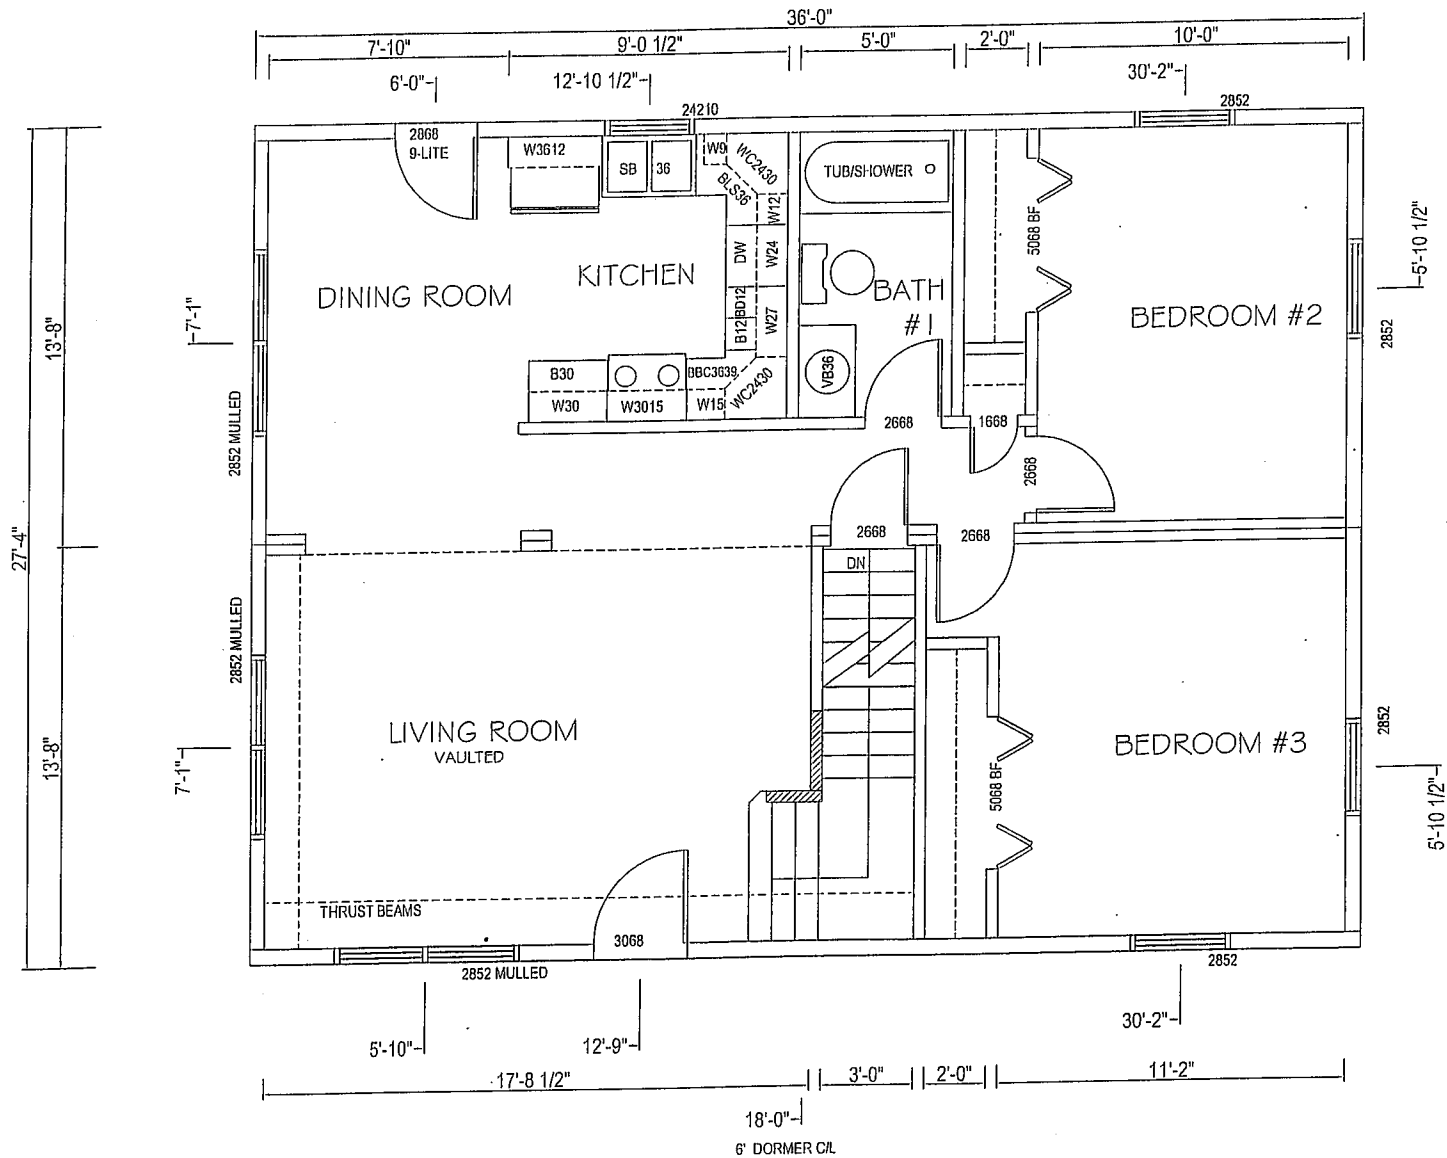 36'-0"
7'-10"
9'-0 1/2"
5'-0"
2'-0"
10'-0"
6'-0"
12'-10 1/2"
30'-2"
24210
2852
2868
9-LITE
W3612
SB 36
W9
WC2430
BLS36
W12
TUB/SHOWER
5068 BF
5'-10 1/2"
DW
W24
KITCHEN
DINING ROOM
BATH
#1
BEDROOM #2
BD12
W27
B12
7'-1"
13'-8"
2852
B30
BBC3639
WC2430
VB36
W30
W3015
W15
2852 MULLED
2668
1668
2668
27'-4"
2668
2668
DN
2852 MULLED
LIVING ROOM
VAULTED
BEDROOM #3
2852
7'-1"
13'-8"
5068 BF
5'-10 1/2"
THRUST BEAMS
3068
2852 MULLED
2852
5'-10"
12'-9"
30'-2"
17'-8 1/2"
3'-0"
2'-0"
11'-2"
18'-0"
6' DORMER C/L